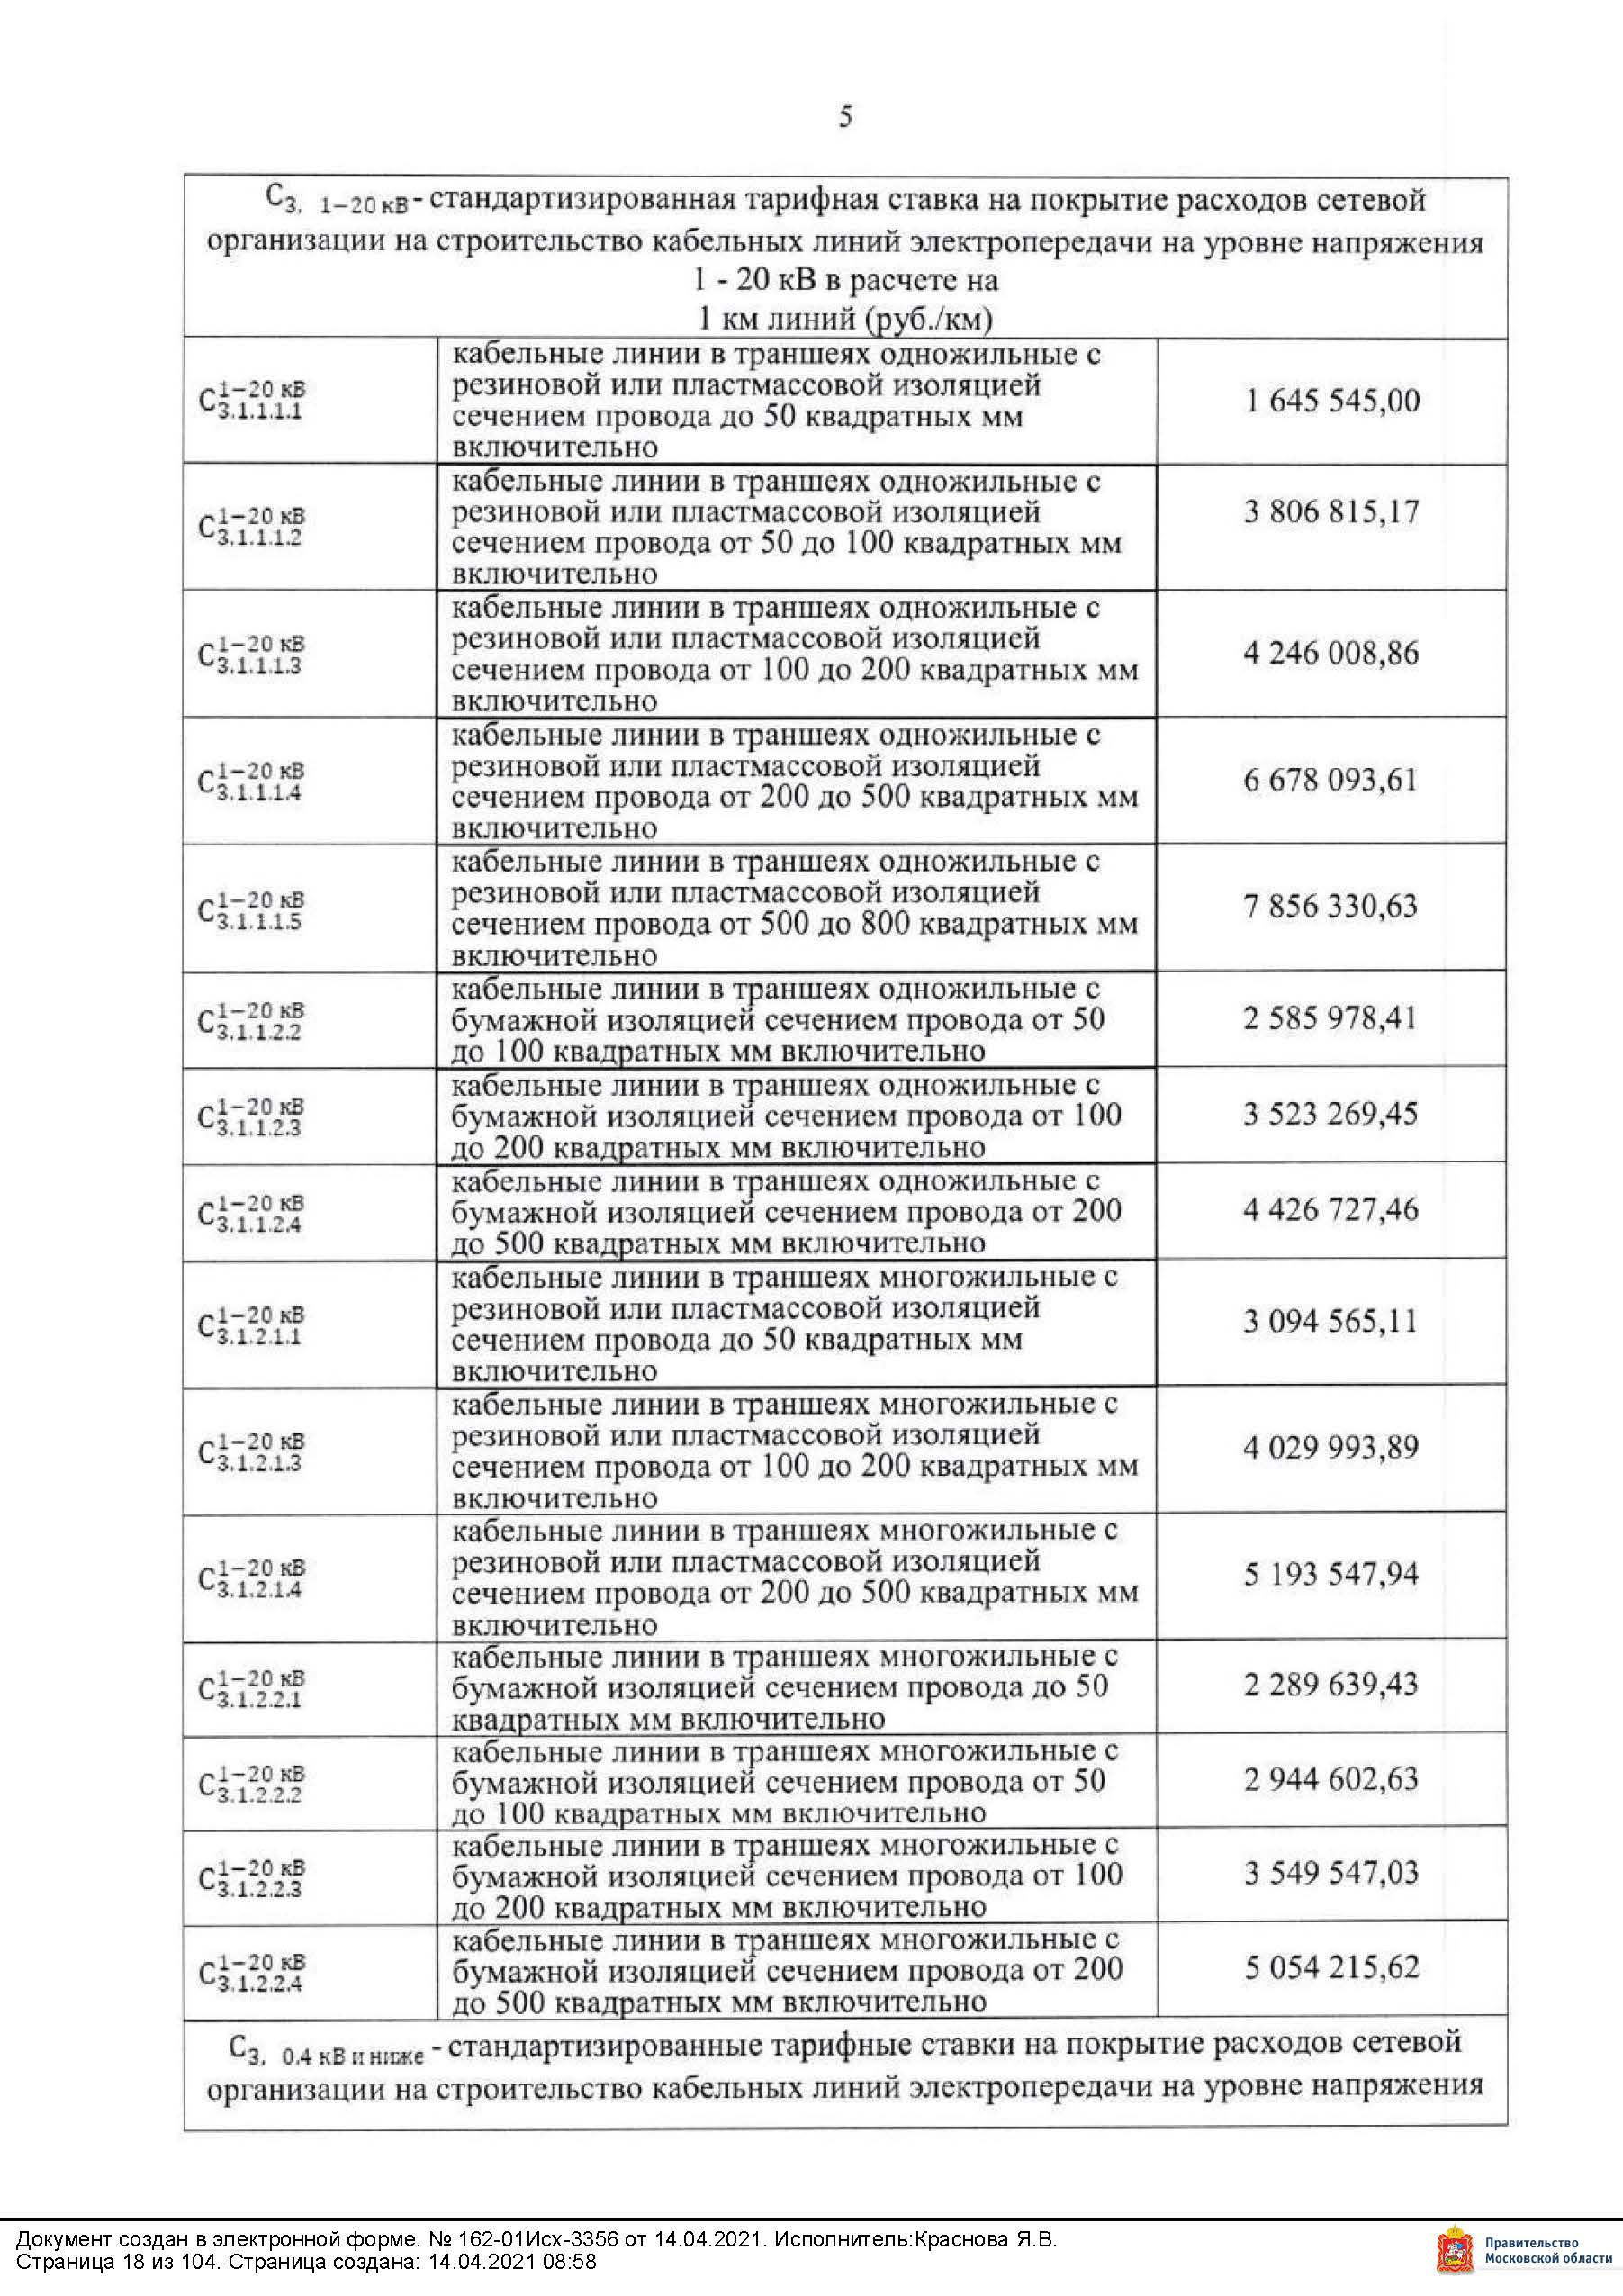 5
С3, 1–20 кВ - стандартизированная тарифная ставка на покрытие расходов сетевой
организации на строительство кабельных линий электропередачи на уровне напряжения
1 - 20 кВ в расчете на
1 км линий (руб./км)
С 1–20 кВ 3.1.1.1.1
кабельные линии в траншеях одножильные с
резиновой или пластмассовой изоляцией
сечением провода до 50 квадратных мм
включительно
1 645 545,00
С 1–20 кВ 3.1.1.1.2
кабельные линии в траншеях одножильные с
резиновой или пластмассовой изоляцией
сечением провода от 50 до 100 квадратных мм
включительно
3 806 815,17
С 1–20 кВ 3.1.1.1.3
кабельные линии в траншеях одножильные с
резиновой или пластмассовой изоляцией
сечением провода от 100 до 200 квадратных мм
включительно
4 246 008,86
С 1–20 кВ 3.1.1.1.4
кабельные линии в траншеях одножильные с
резиновой или пластмассовой изоляцией
сечением провода от 200 до 500 квадратных мм
включительно
6 678 093,61
С 1–20 кВ 3.1.1.1.5
кабельные линии в траншеях одножильные с
резиновой или пластмассовой изоляцией
сечением провода от 500 до 800 квадратных мм
включительно
7 856 330,63
С 1–20 кВ 3.1.1.2.2
кабельные линии в траншеях одножильные с
бумажной изоляцией сечением провода от 50
до 100 квадратных мм включительно
2 585 978,41
С 1–20 кВ 3.1.1.2.3
кабельные линии в траншеях одножильные с
бумажной изоляцией сечением провода от 100
до 200 квадратных мм включительно
3 523 269,45
С 1–20 кВ 3.1.1.2.4
кабельные линии в траншеях одножильные с
бумажной изоляцией сечением провода от 200
до 500 квадратных мм включительно
4 426 727,46
С 1–20 кВ 3.1.2.1.1
кабельные линии в траншеях многожильные с
резиновой или пластмассовой изоляцией
сечением провода до 50 квадратных мм
включительно
3 094 565,11
С 1–20 кВ 3.1.2.1.3
кабельные линии в траншеях многожильные с
резиновой или пластмассовой изоляцией
сечением провода от 100 до 200 квадратных мм
включительно
4 029 993,89
С 1–20 кВ 3.1.2.1.4
кабельные линии в траншеях многожильные с
резиновой или пластмассовой изоляцией
сечением провода от 200 до 500 квадратных мм
включительно
5 193 547,94
С 1–20 кВ 3.1.2.2.1
кабельные линии в траншеях многожильные с
бумажной изоляцией сечением провода до 50
квадратных мм включительно
2 289 639,43
С 1–20 кВ 3.1.2.2.2
кабельные линии в траншеях многожильные с
бумажной изоляцией сечением провода от 50
до 100 квадратных мм включительно
2 944 602,63
С 1–20 кВ 3.1.2.2.3
кабельные линии в траншеях многожильные с
бумажной изоляцией сечением провода от 100
до 200 квадратных мм включительно
3 549 547,03
С 1–20 кВ 3.1.2.2.4
кабельные линии в траншеях многожильные с
бумажной изоляцией сечением провода от 200
до 500 квадратных мм включительно
5 054 215,62
С3, 0,4 кВ и ниже - стандартизированные тарифные ставки на покрытие расходов сетевой
организации на строительство кабельных линий электропередачи на уровне напряжения
Документ создан в электронной форме. № 162-01Исх-3356 от 14.04.2021. Исполнитель:Краснова Я.В.
Страница 18 из 104. Страница создана: 14.04.2021 08:58
Правительство
Московской области